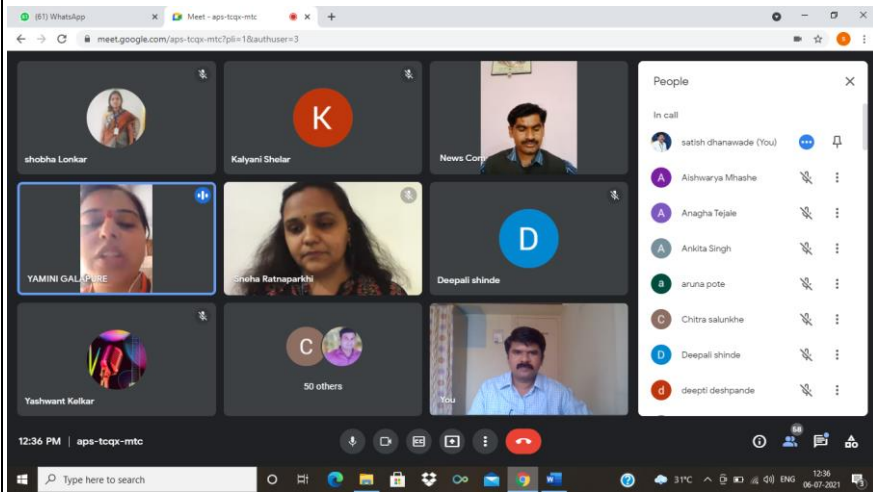 (61) WhatsApp
Meet - aps-tcqx-mtc
meet.google.com/aps-tcqx-mtc?pli=1&authuser=3
S
shobha Lonkar
K
Kalyani Shelar
News Com
YAMINI GALAPURE
Sneha Ratnaparkhi
D
Deepali shinde
Yashwant Kelkar
C
50 others
You
People
In call
satish dhanawade (You)
A
Aishwarya Mhashe
A
Anagha Tejale
A
Ankita Singh
a
aruna pote
C
Chitra salunkhe
D
Deepali shinde
d
deepti deshpande
12:36 PM | aps-tcqx-mtc
CC
58
Type here to search
31°C
ENG
12:36
06-07-2021
3